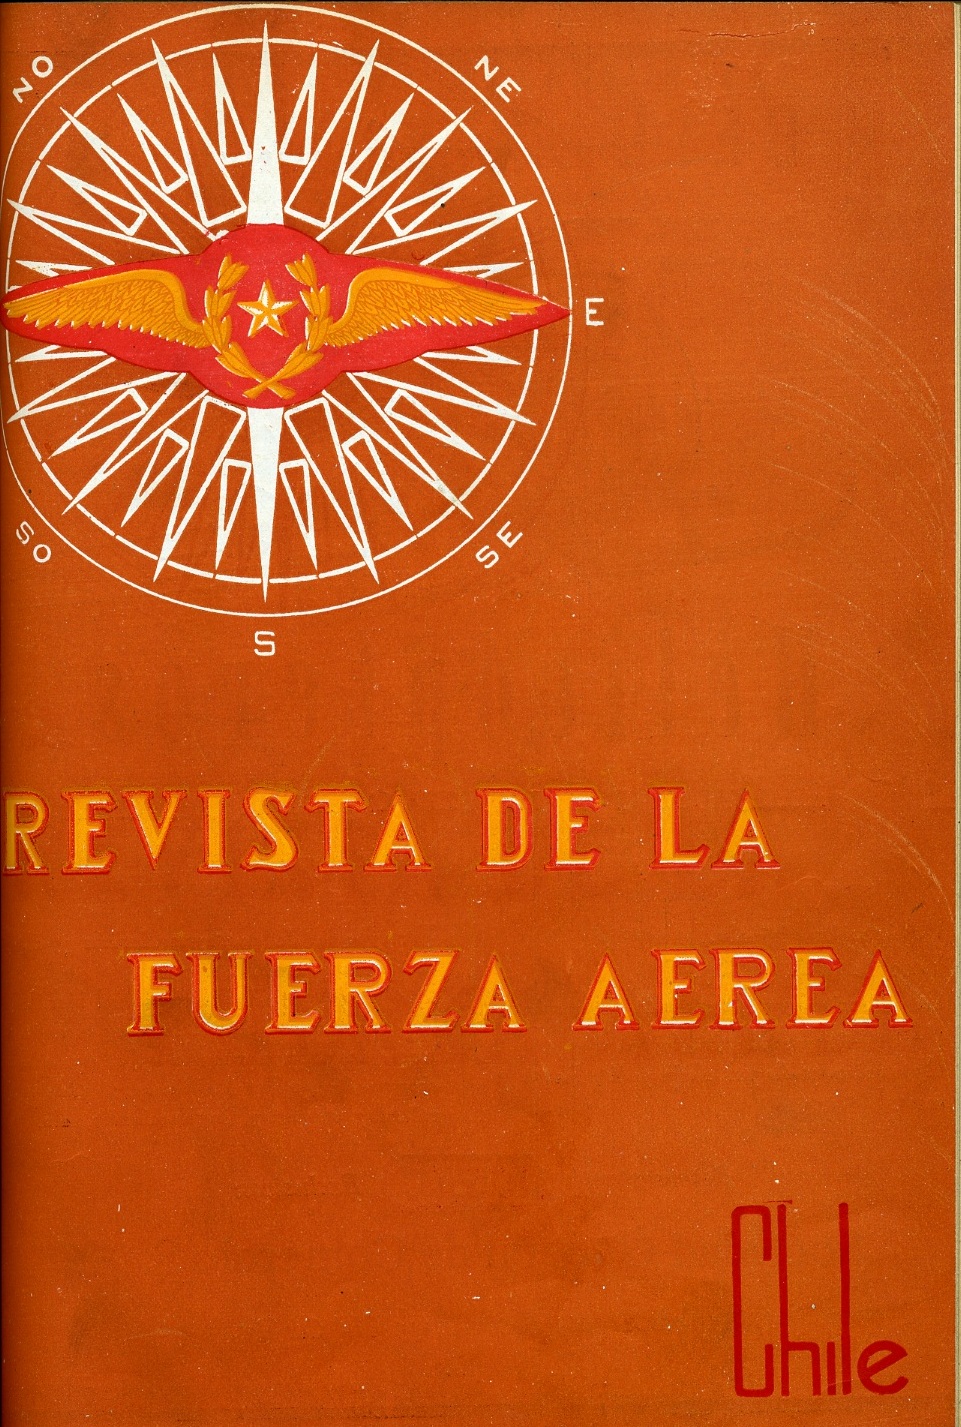 NO
NE
E
SO
SE
S
REVISTA DE LA
FUERZA AEREA
Chile